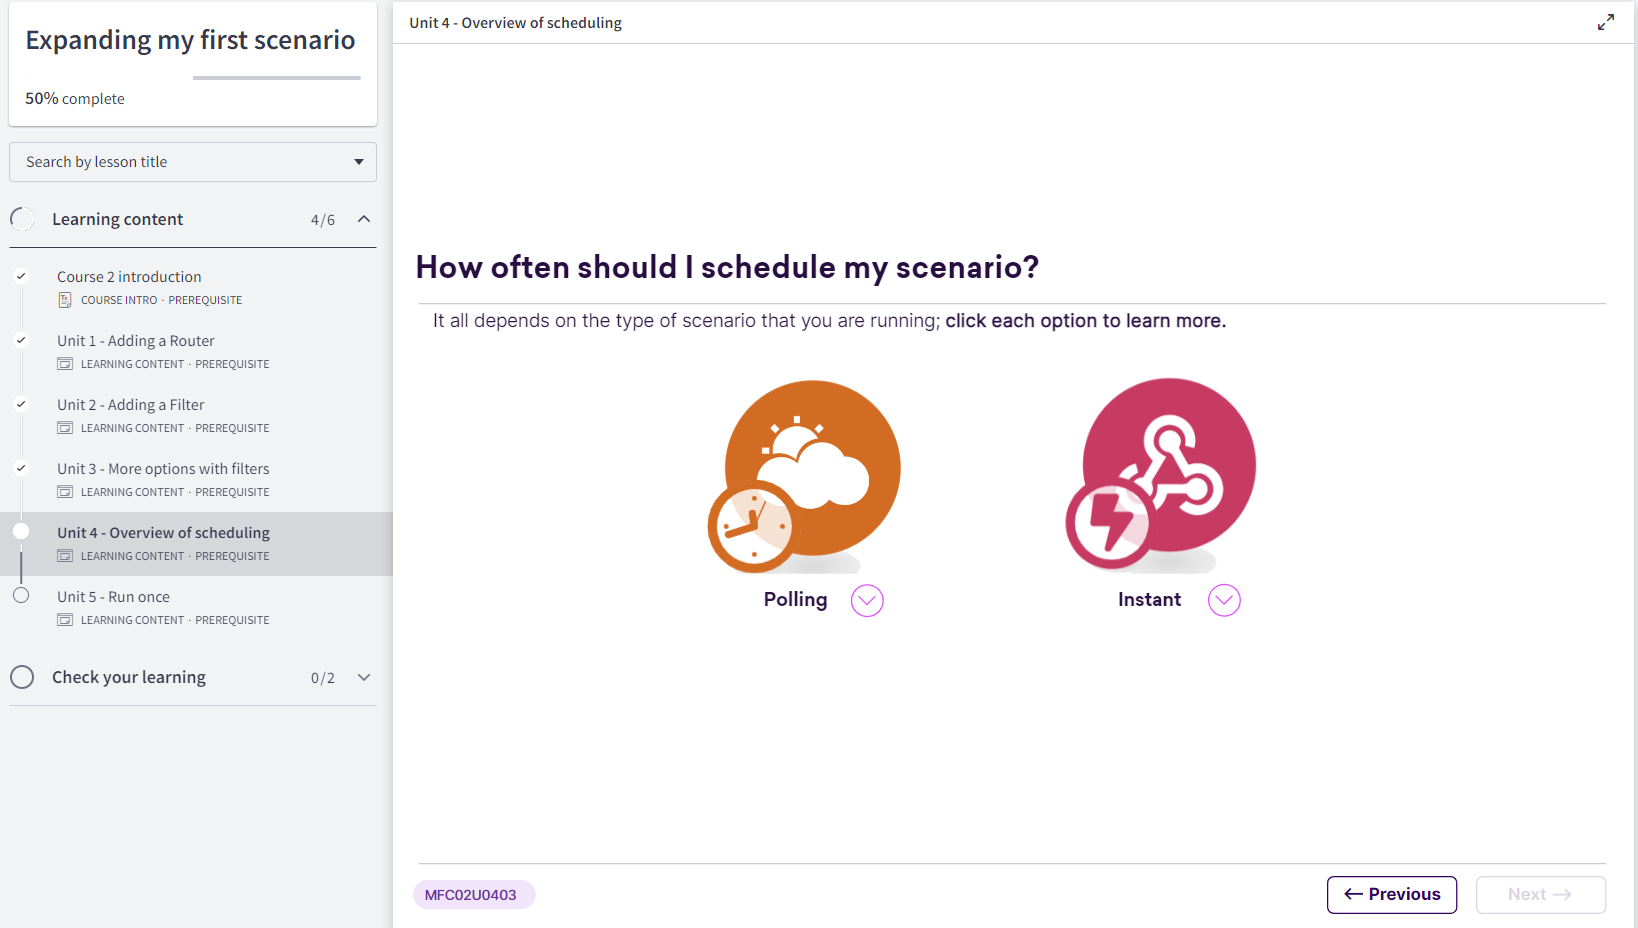 Expanding my first scenario
50% complete
Search by lesson title
Learning content 4/6
Course 2 introduction
COURSE INTRO · PREREQUISITE
Unit 1 - Adding a Router
LEARNING CONTENT · PREREQUISITE
Unit 2 - Adding a Filter
LEARNING CONTENT · PREREQUISITE
Unit 3 - More options with filters
LEARNING CONTENT · PREREQUISITE
Unit 4 - Overview of scheduling
LEARNING CONTENT · PREREQUISITE
Unit 5 - Run once
LEARNING CONTENT · PREREQUISITE
Check your learning 0/2
Unit 4 - Overview of scheduling
How often should I schedule my scenario?
It all depends on the type of scenario that you are running; click each option to learn more.
Polling
Instant
MFC02U0403
← Previous
Next →